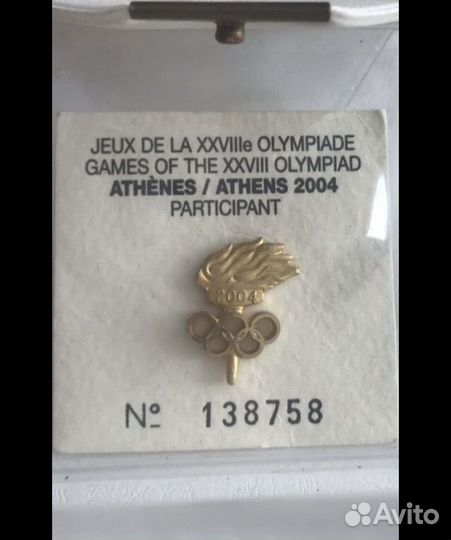 JEUX DE LA XXVIIIe OLYMPIADE
GAMES OF THE XXVIII OLYMPIAD
ATHÈNES / ATHENS 2004
PARTICIPANT
2004
Nº 138758
Avito